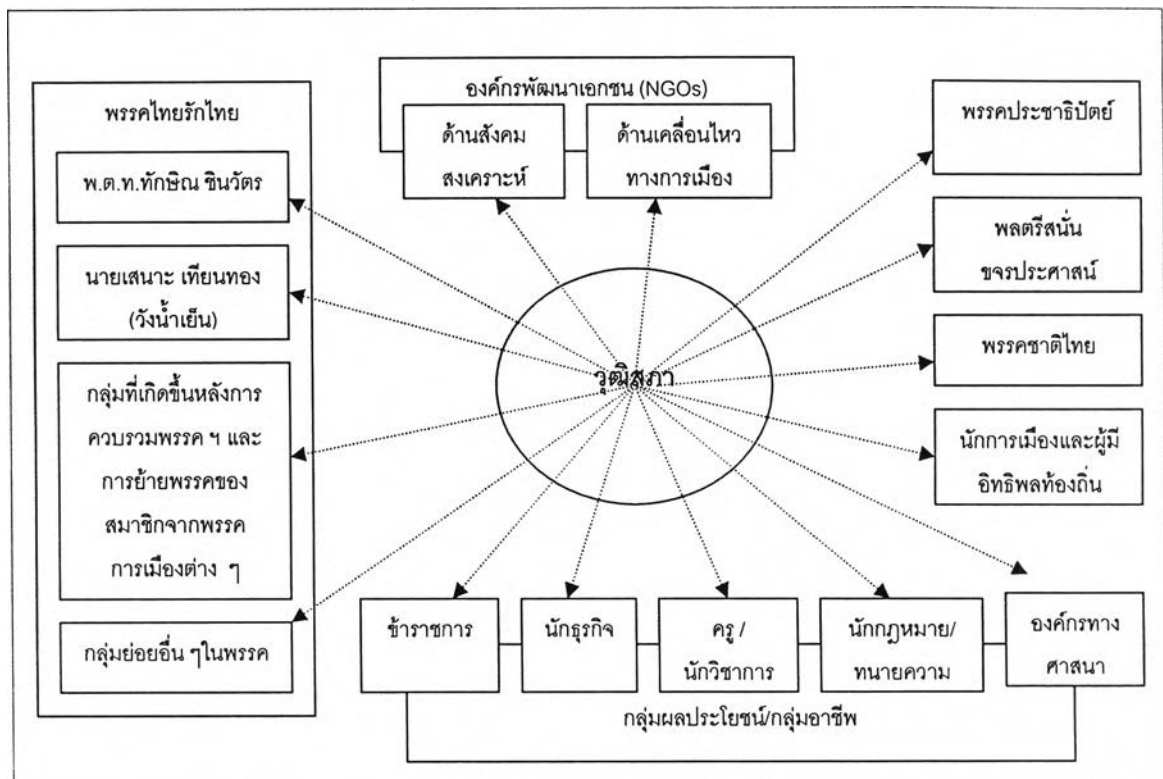 พรรคไทยรักไทย
พ.ต.ท.ทักษิณ ชินวัตร
นายเสนาะ เทียนทอง
(วังน้ำเย็น)
กลุ่มที่เกิดขึ้นหลังการ
ควบรวมพรรค ฯ และ
การย้ายพรรคของ
สมาชิกจากพรรค
การเมืองต่าง ๆ
กลุ่มย่อยอื่น ๆในพรรค
องค์กรพัฒนาเอกชน (NGOs)
ด้านสังคม
สงเคราะห์
ด้านเคลื่อนไหว
ทางการเมือง
พรรคประชาธิปัตย์
พลตรีสนั่น
ขจรประศาสน์
พรรคชาติไทย
นักการเมืองและผู้มี
อิทธิพลท้องถิ่น
วุฒิสภา
ข้าราชการ
นักธุรกิจ
ครู /
นักวิชาการ
นักกฎหมาย/
ทนายความ
องค์กรทาง
ศาสนา
กลุ่มผลประโยชน์/กลุ่มอาชีพ